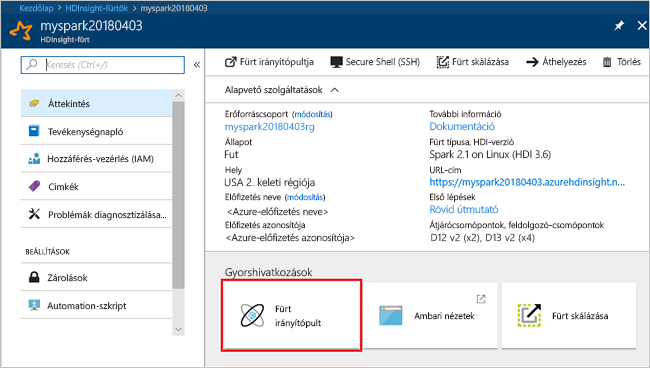 Kezdőlap > HDInsight-fürtök > myspark20180403
myspark20180403
HDInsight-fürt
Keresés (Ctrl+/)
Áttekintés
Tevékenységnapló
Hozzáférés-vezérlés (IAM)
Címkék
Problémák diagnosztizálása...
BEÁLLÍTÁSOK
Zárolások
Automation-szkript
Fürt irányítópultja
Secure Shell (SSH)
Fürt skálázása
Áthelyezés
Törlés
Alapvető szolgáltatások
Erőforráscsoport (módosítás)
myspark20180403rg
Állapot
Fut
Hely
USA 2. keleti régiója
Előfizetés neve (módosítás)
<Azure-előfizetés neve>
Előfizetés azonosítója
<Azure-előfizetés azonosítója>
További információ
Dokumentáció
Fürt típusa, HDI-verzió
Spark 2.1 on Linux (HDI 3.6)
URL-cím
https://myspark20180403.azurehdinsight.n...
Első lépések
Rövid útmutató
Átjárócsomópontok, feldolgozó-csomópontok
D12 v2 (x2), D13 v2 (x4)
Gyorshivatkozások
Fürt
irányítópult
Ambari nézetek
Fürt skálázása